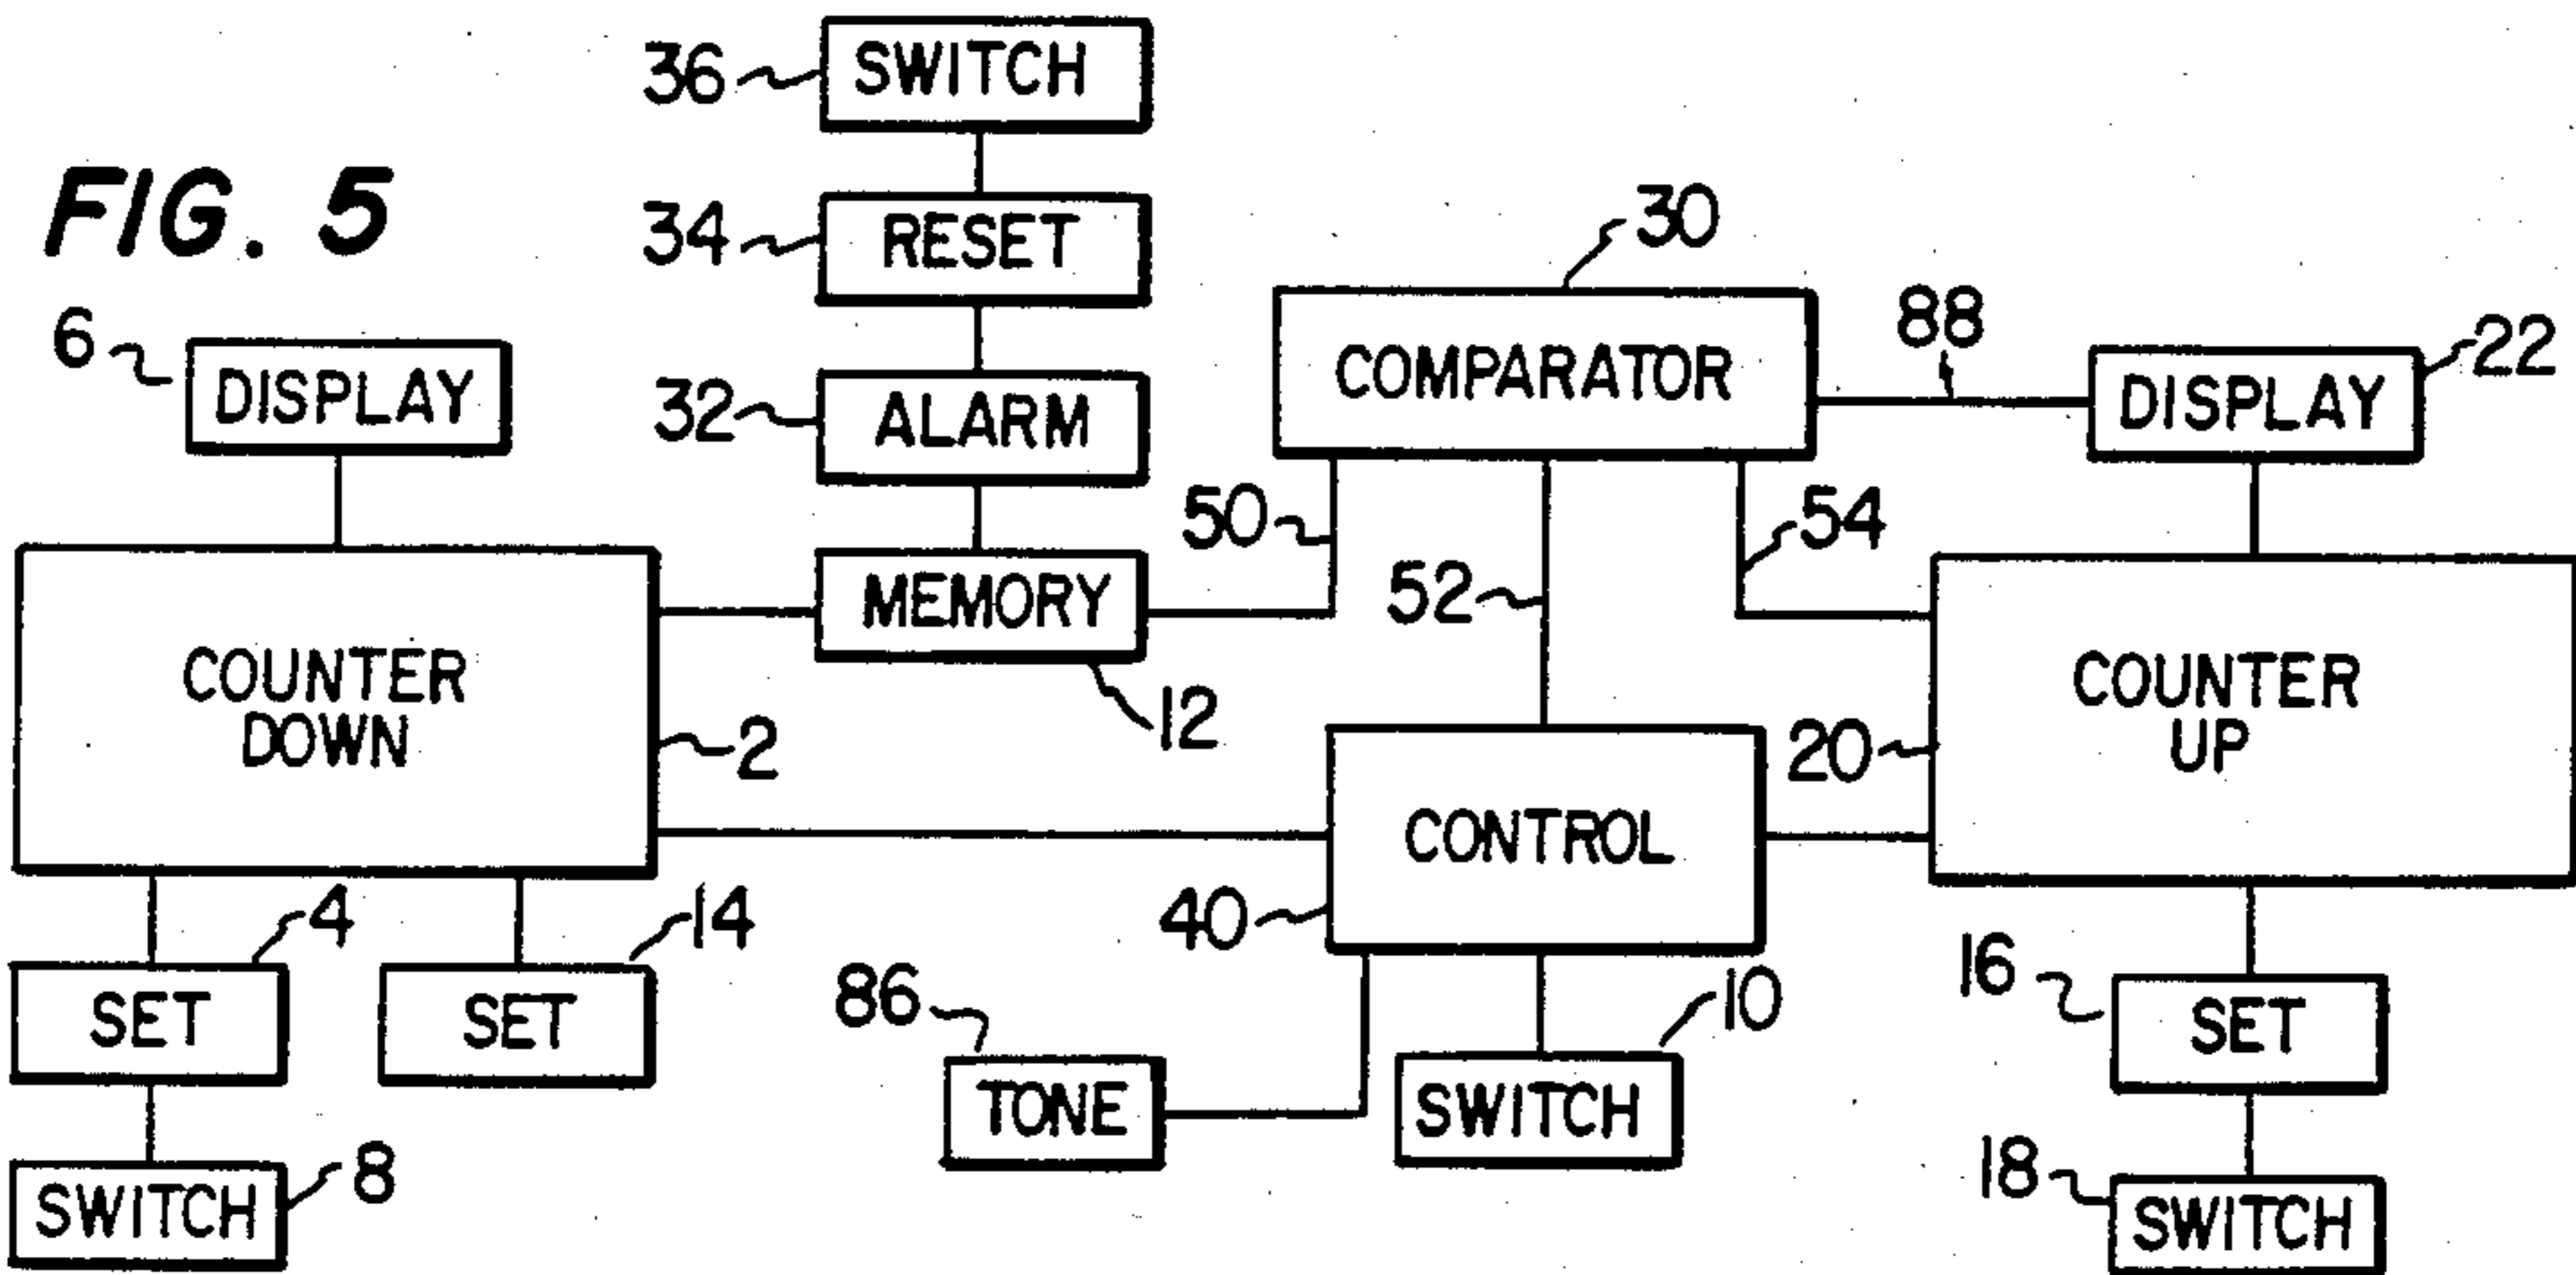 FIG. 5
36
SWITCH
34
RESET
30
6
DISPLAY
32
ALARM
COMPARATOR
88
DISPLAY
22
50
52
54
MEMORY
12
COUNTER
DOWN
2
COUNTER
UP
20
CONTROL
40
4
14
SET
SET
86
TONE
10
SWITCH
16
SET
SWITCH
8
18
SWITCH